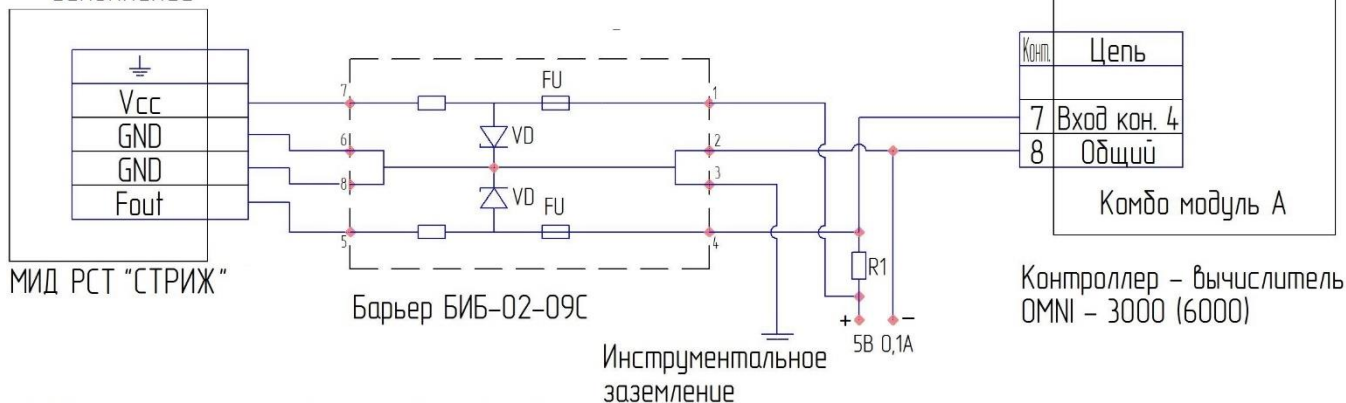 Vcc
GND
GND
Fout
МИД РСТ "СТРИЖ"
7
6
8
5
FU
VD
VD
FU
1
2
3
4
Барьер БИБ-02-09С
Инструментальное
заземление
R1
+ -
5В 0,1А
Конт. Цепь
7 Вход кон. 4
8 Общий
Комбо модуль А
Контроллер - вычислитель
OMNI - 3000 (6000)